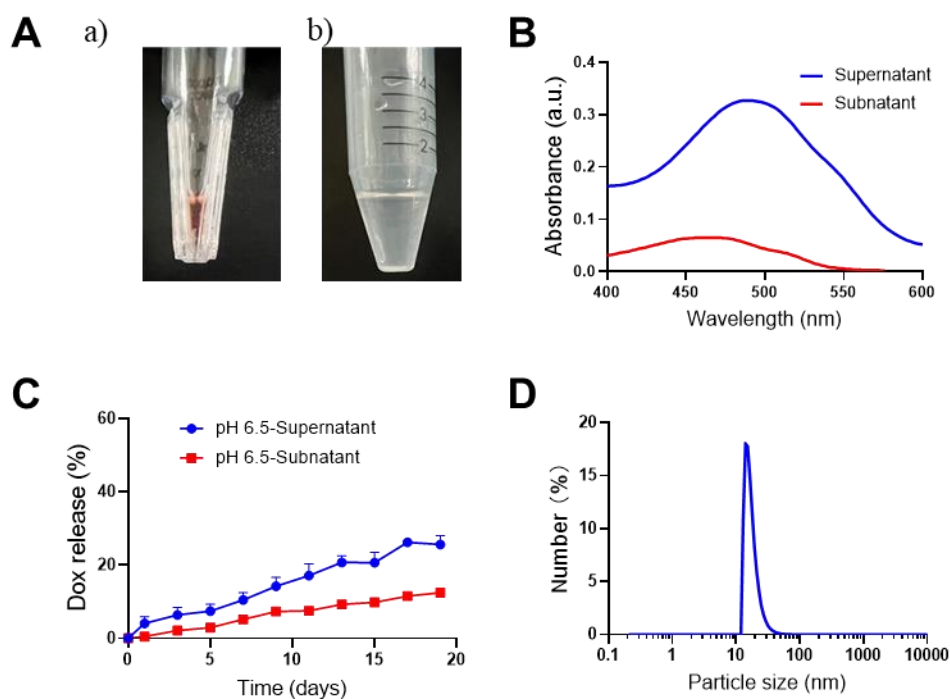 A
a)
b)
4
3
2
B
0.4
0.3
0.2
0.1
0.0
Absorbance (a.u.)
Supernatant
Subnatant
400
450
500
550
600
Wavelength (nm)
C
60
40
20
0
Dox release (%)
pH 6.5-Supernatant
pH 6.5-Subnatant
0
5
10
15
20
Time (days)
D
20
15
10
5
0
Number (%)
0.1
1
10
100
1000
10000
Particle size (nm)